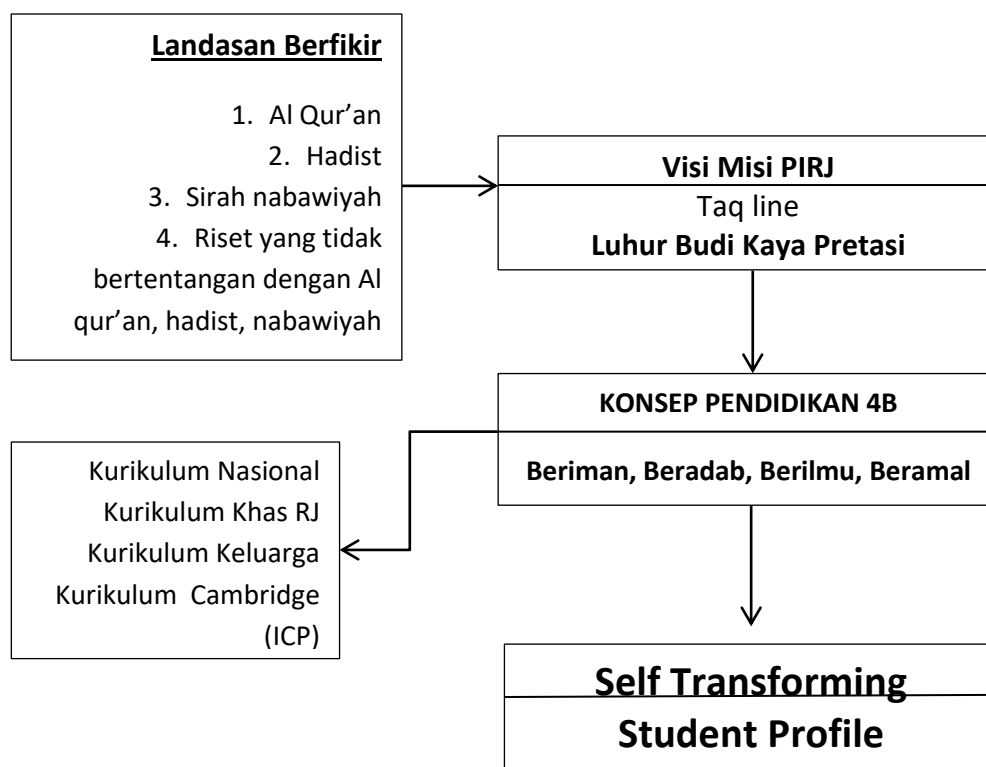 Landasan Berfikir
1. Al Qur’an
2. Hadist
3. Sirah nabawiyah
4. Riset yang tidak
bertentangan dengan Al
qur’an, hadist, nabawiyah
Visi Misi PIRJ
Taq line
Luhur Budi Kaya Pretasi
KONSEP PENDIDIKAN 4B
Beriman, Beradab, Berilmu, Beramal
Kurikulum Nasional
Kurikulum Khas RJ
Kurikulum Keluarga
Kurikulum Cambridge
(ICP)
Self Transforming
Student Profile